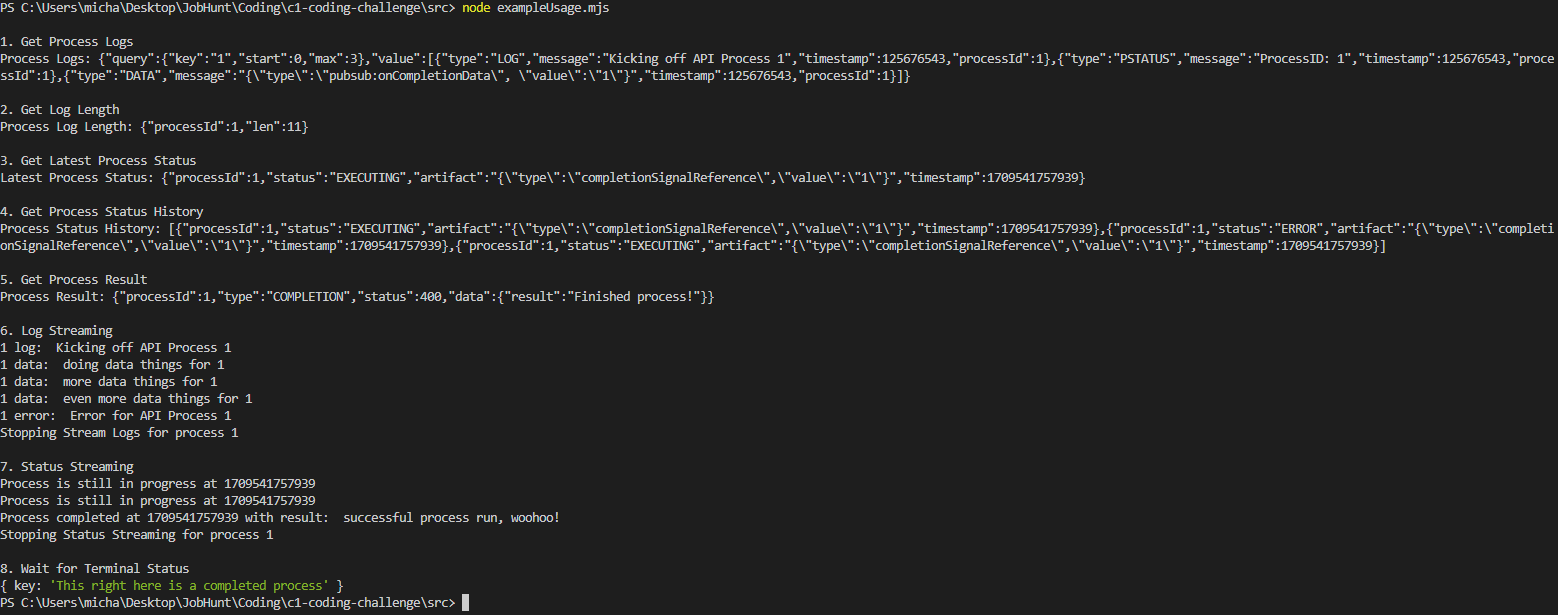 PS C:\Users\micha\Desktop\JobHunt\Coding\c1-coding-challenge\src> node exampleUsage.mjs
1. Get Process Logs
Process Logs: {"query":{"key":"1","start":0,"max":3},"value":[{"type":"LOG","message":"Kicking off API Process 1","timestamp":125676543,"processId":1},{"type":"PSTATUS","message":"ProcessID: 1","timestamp":125676543,"proce
ssId":1},{"type":"DATA","message":"{\"type\":\"pubsub:onCompletionData\", \"value\":\"1\"}","timestamp":125676543,"processId":1}]}
2. Get Log Length
Process Log Length: {"processId":1,"len":11}
3. Get Latest Process Status
Latest Process Status: {"processId":1,"status":"EXECUTING","artifact":"{\"type\":\"completionSignalReference\",\"value\":\"1\"}","timestamp":1709541757939}
4. Get Process Status History
Process Status History: [{"processId":1,"status":"EXECUTING","artifact":"{\"type\":\"completionSignalReference\",\"value\":\"1\"}","timestamp":1709541757939},{"processId":1,"status":"ERROR","artifact":"{\"type\":\"completi
onSignalReference\",\"value\":\"1\"}","timestamp":1709541757939},{"processId":1,"status":"EXECUTING","artifact":"{\"type\":\"completionSignalReference\",\"value\":\"1\"}","timestamp":1709541757939}]
5. Get Process Result
Process Result: {"processId":1,"type":"COMPLETION","status":400,"data":{"result":"Finished process!"}}
6. Log Streaming
1 log:  Kicking off API Process 1
1 data:  doing data things for 1
1 data:  more data things for 1
1 data:  even more data things for 1
1 error:  Error for API Process 1
Stopping Stream Logs for process 1
7. Status Streaming
Process is still in progress at 1709541757939
Process is still in progress at 1709541757939
Process completed at 1709541757939 with result:  successful process run, woohoo!
Stopping Status Streaming for process 1
8. Wait for Terminal Status
{ key: 'This right here is a completed process' }
PS C:\Users\micha\Desktop\JobHunt\Coding\c1-coding-challenge\src>